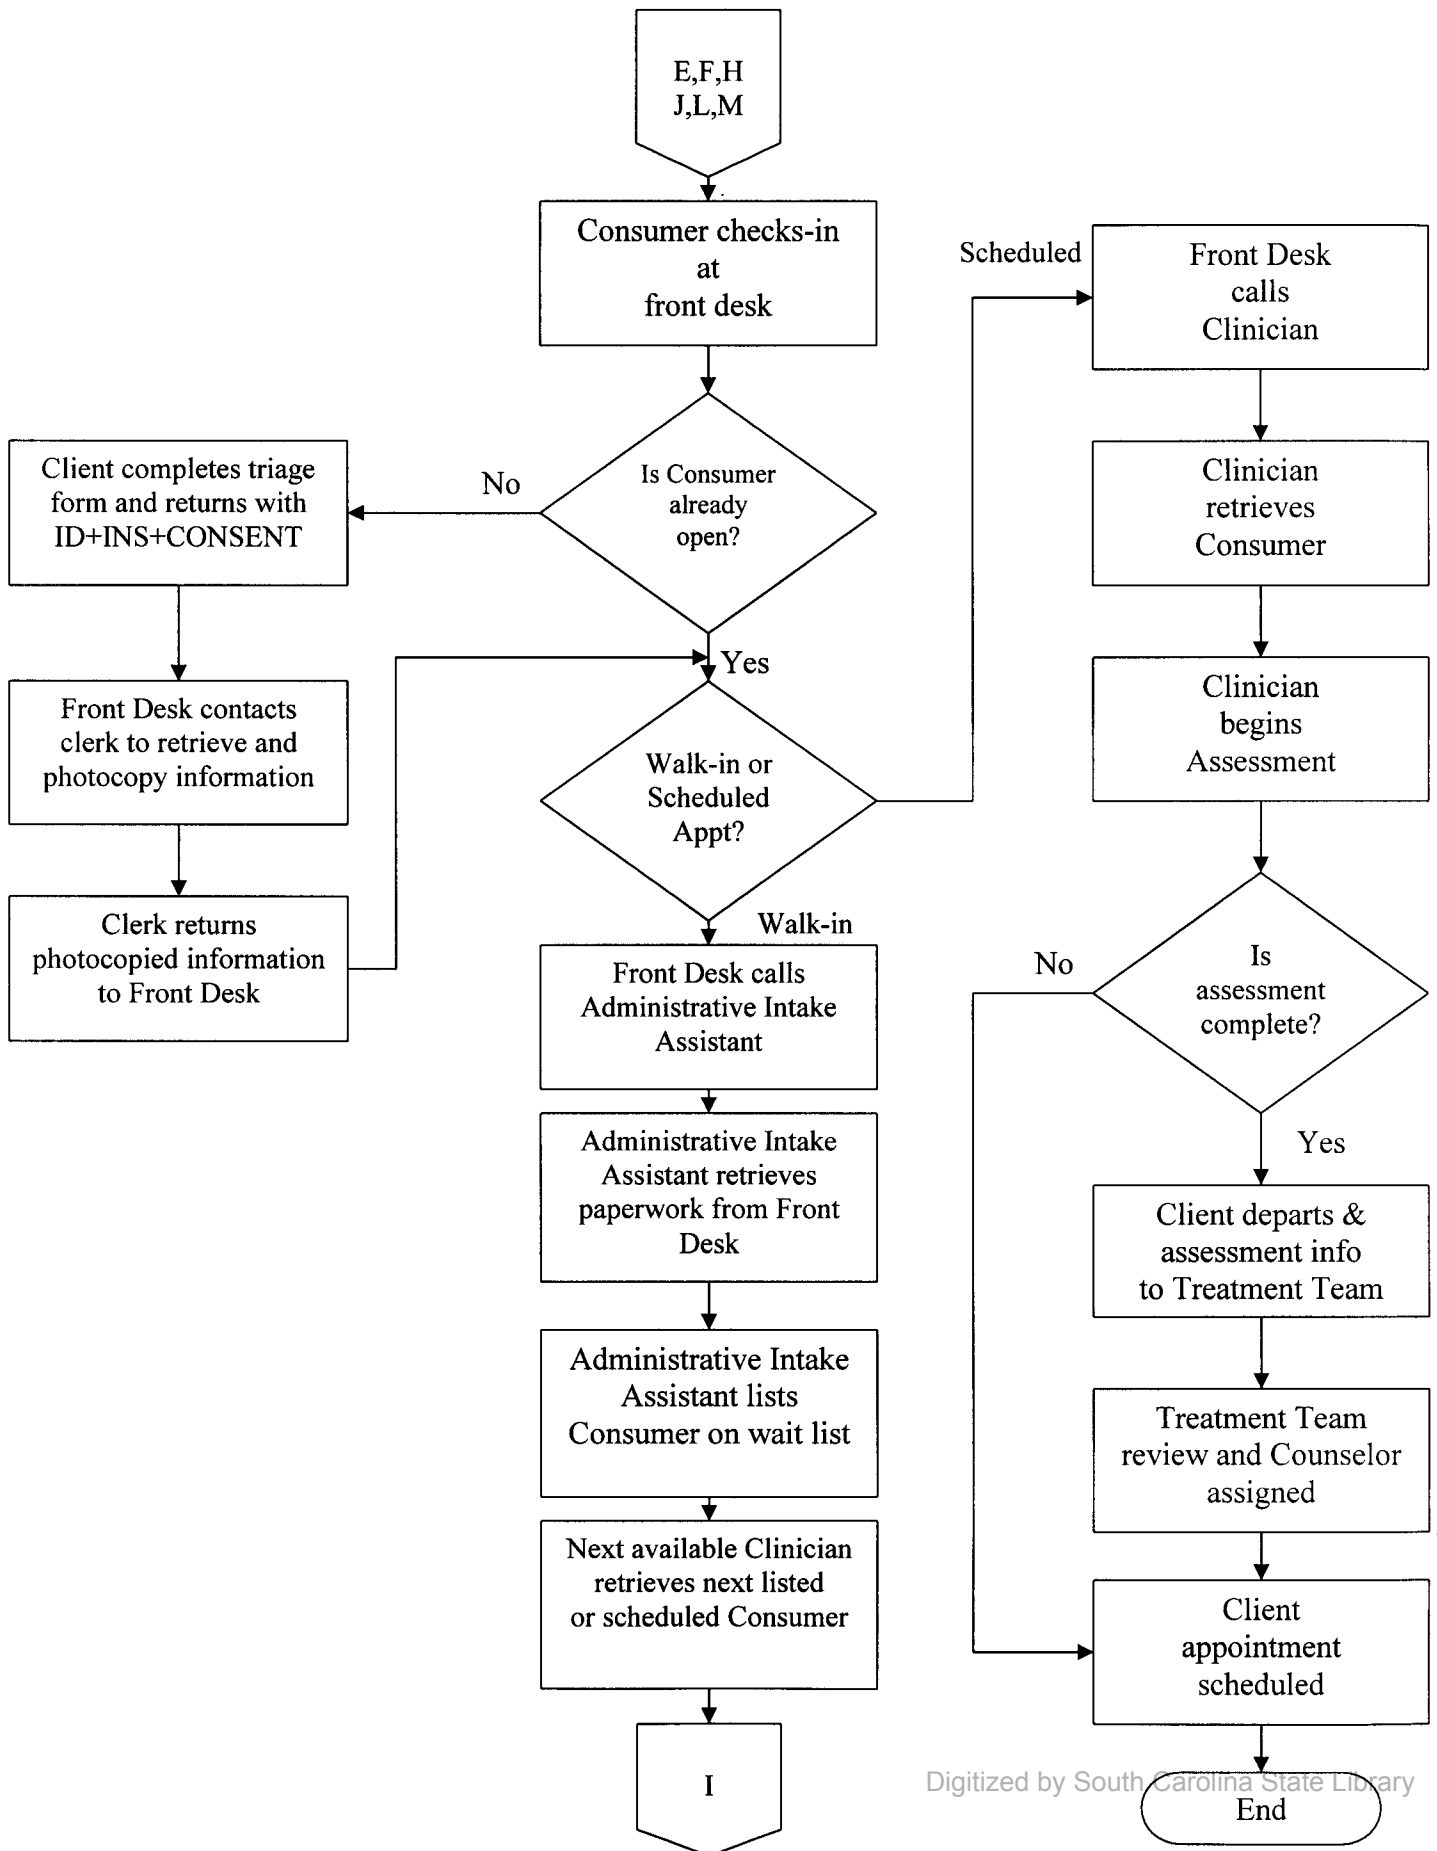 E,F,H
J,L,M
Consumer checks-in
at
front desk
Is Consumer
already
open?
No
Client completes triage
form and returns with
ID+INS+CONSENT
Front Desk contacts
clerk to retrieve and
photocopy information
Clerk returns
photocopied information
to Front Desk
Yes
Walk-in or
Scheduled
Appt?
Walk-in
Front Desk calls
Administrative Intake
Assistant
Administrative Intake
Assistant retrieves
paperwork from Front
Desk
Administrative Intake
Assistant lists
Consumer on wait list
Next available Clinician
retrieves next listed
or scheduled Consumer
I
Scheduled
Front Desk
calls
Clinician
Clinician
retrieves
Consumer
Clinician
begins
Assessment
Is
assessment
complete?
No
Yes
Client departs &
assessment info
to Treatment Team
Treatment Team
review and Counselor
assigned
Client
appointment
scheduled
End
Digitized by South Carolina State Library